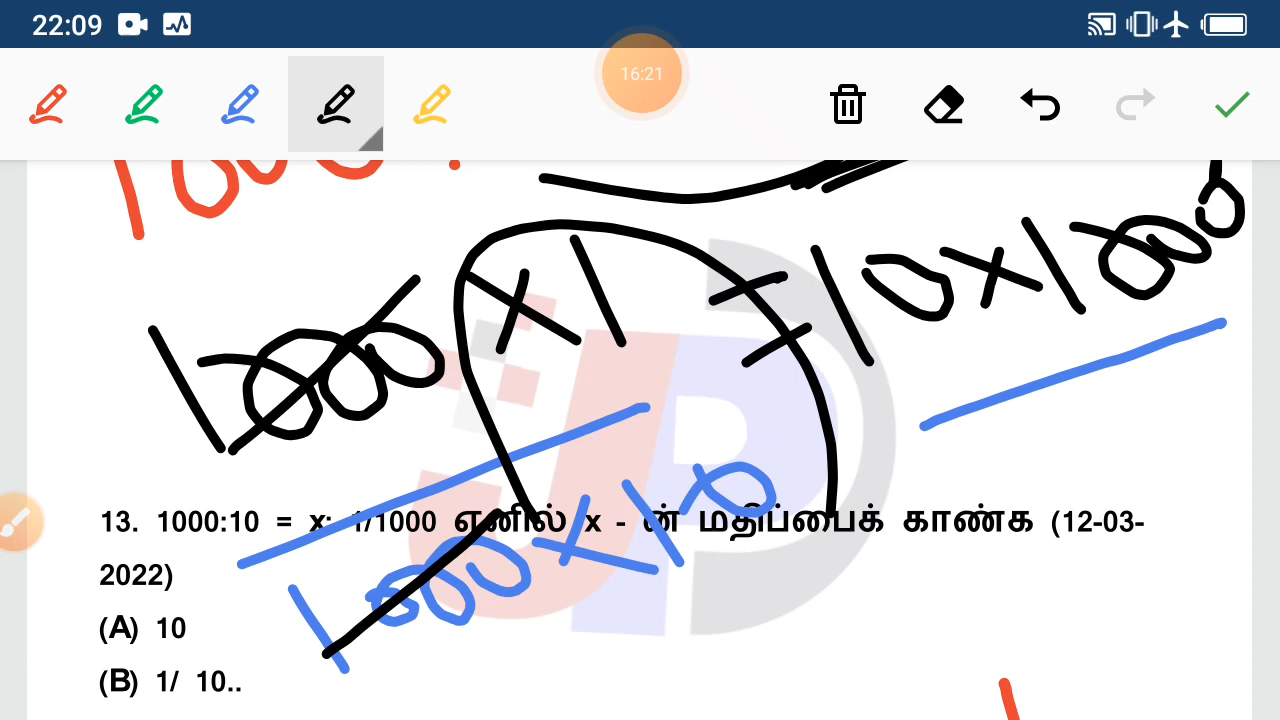 22:09
16:21
1000 x 1 = 10 x 1000
1000 x 10
13. 1000:10 = x: 1/1000 எனில் x - ன் மதிப்பைக் காண்க (12-03-
2022)
(A) 10
(B) 1/ 10..